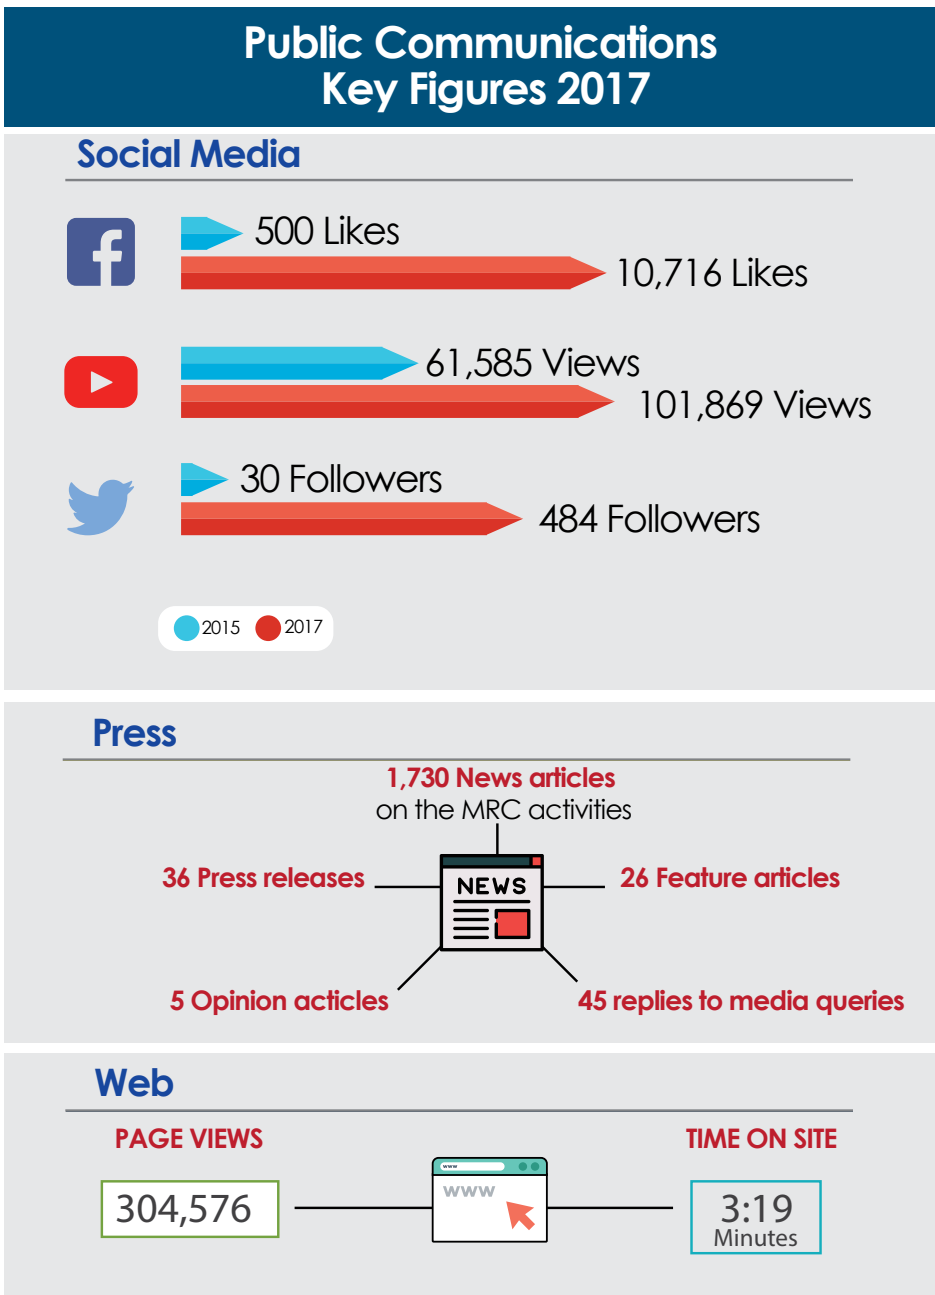 Public Communications
Key Figures 2017
Social Media
500 Likes
10,716 Likes
61,585 Views
101,869 Views
30 Followers
484 Followers
2015 2017
Press
1,730 News articles
on the MRC activities
36 Press releases
NEWS
26 Feature articles
5 Opinion acticles
45 replies to media queries
Web
PAGE VIEWS
TIME ON SITE
www
www
304,576
3:19
Minutes